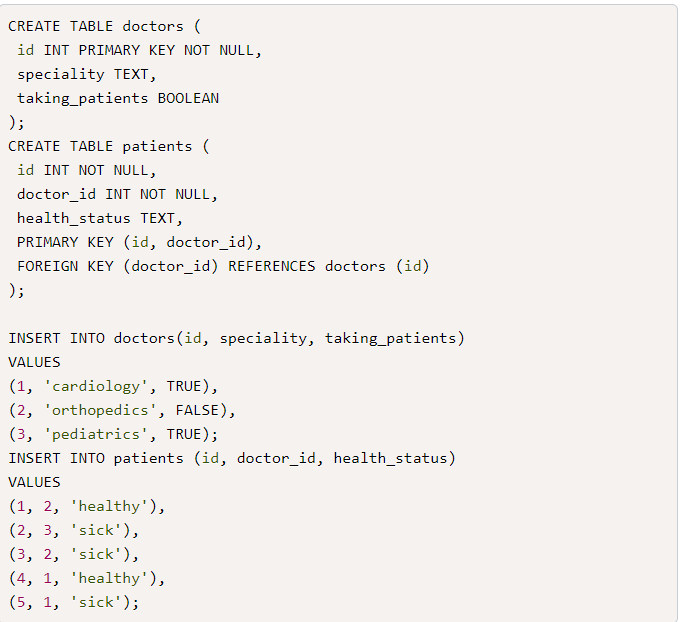 CREATE TABLE doctors (
 id INT PRIMARY KEY NOT NULL,
 speciality TEXT,
 taking_patients BOOLEAN
);
CREATE TABLE patients (
 id INT NOT NULL,
 doctor_id INT NOT NULL,
 health_status TEXT,
 PRIMARY KEY (id, doctor_id),
 FOREIGN KEY (doctor_id) REFERENCES doctors (id)
);

INSERT INTO doctors(id, speciality, taking_patients)
VALUES
(1, 'cardiology', TRUE),
(2, 'orthopedics', FALSE),
(3, 'pediatrics', TRUE);
INSERT INTO patients (id, doctor_id, health_status)
VALUES
(1, 2, 'healthy'),
(2, 3, 'sick'),
(3, 2, 'sick'),
(4, 1, 'healthy'),
(5, 1, 'sick');